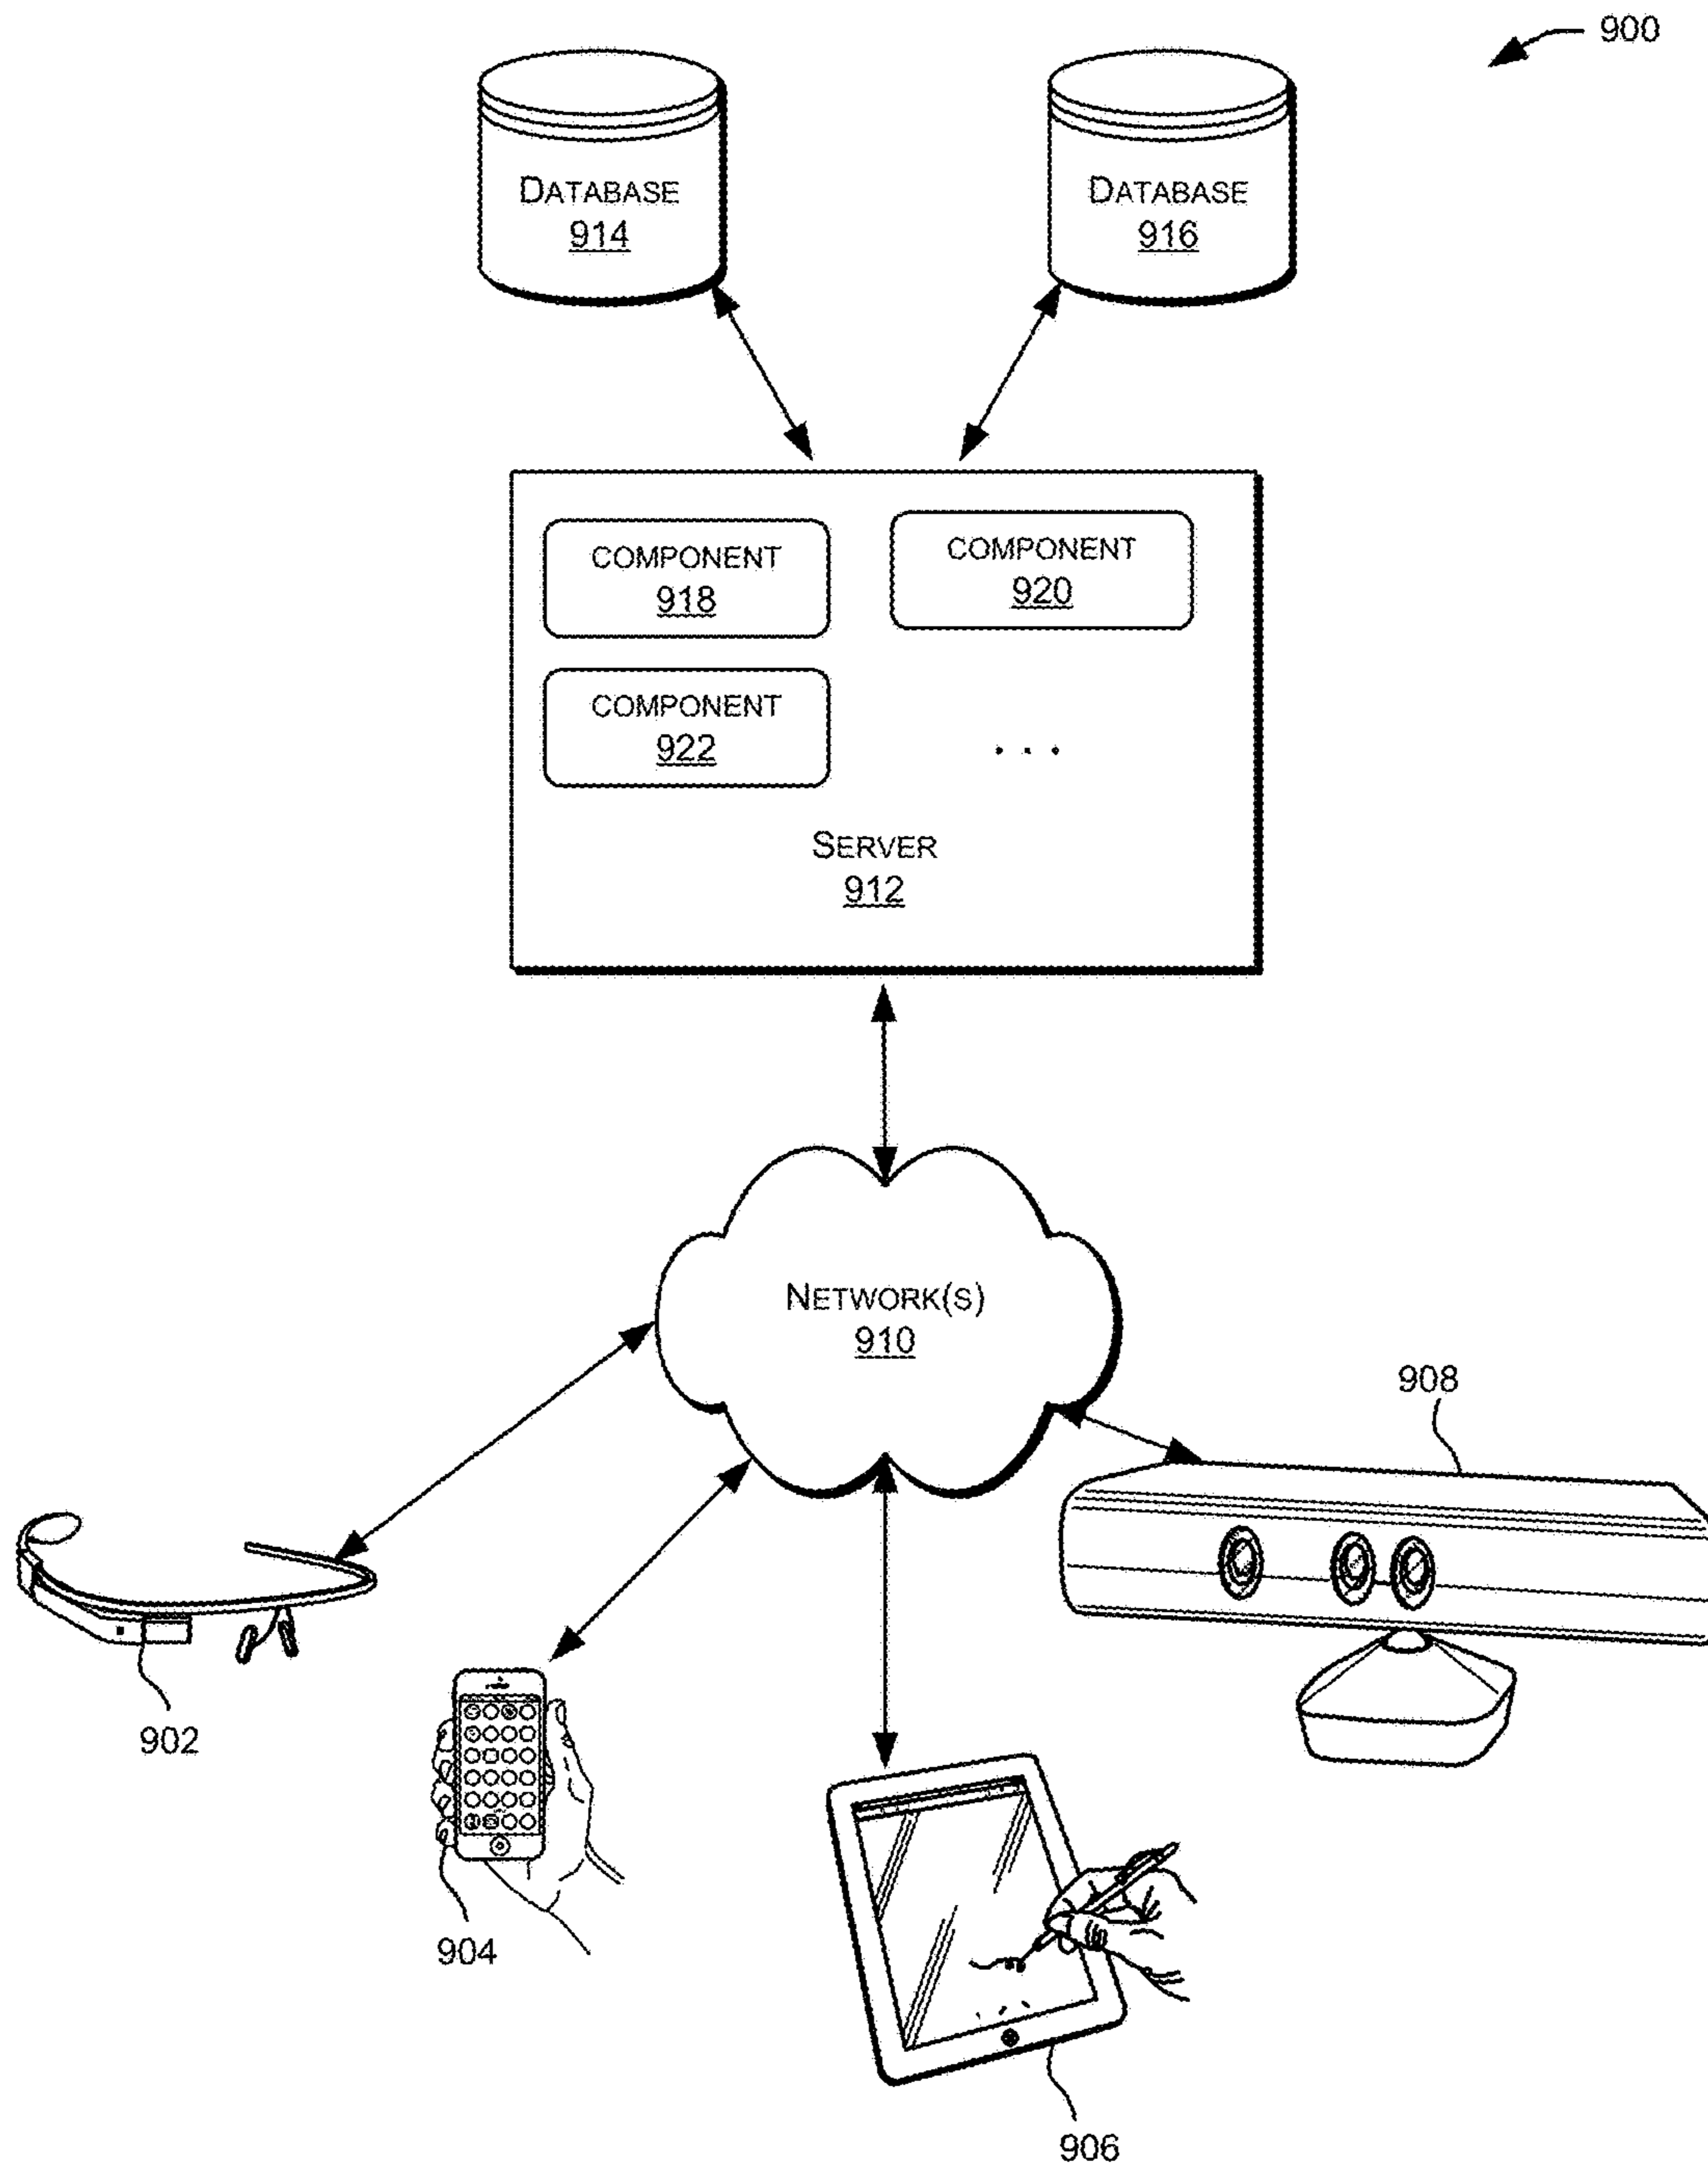 900
DATABASE
914
DATABASE
916
COMPONENT
918
COMPONENT
920
COMPONENT
922
. . .
SERVER
912
NETWORK(S)
910
908
902
904
906